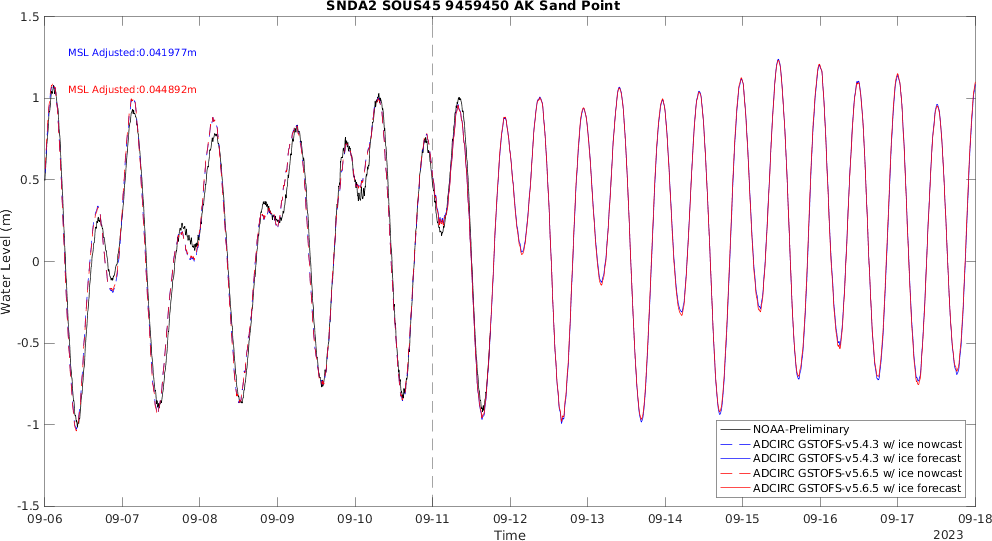 SNDA2 SOUS45 9459450 AK Sand Point
MSL Adjusted:0.041977m
MSL Adjusted:0.044892m
Water Level (m)
1.5
1
0.5
0
-0.5
-1
-1.5
NOAA-Preliminary
ADCIRC GSTOFS-v5.4.3 w/ ice nowcast
ADCIRC GSTOFS-v5.4.3 w/ ice forecast
ADCIRC GSTOFS-v5.6.5 w/ ice nowcast
ADCIRC GSTOFS-v5.6.5 w/ ice forecast
09-06 09-07 09-08 09-09 09-10 09-11 09-12 09-13 09-14 09-15 09-16 09-17 09-18
Time
2023